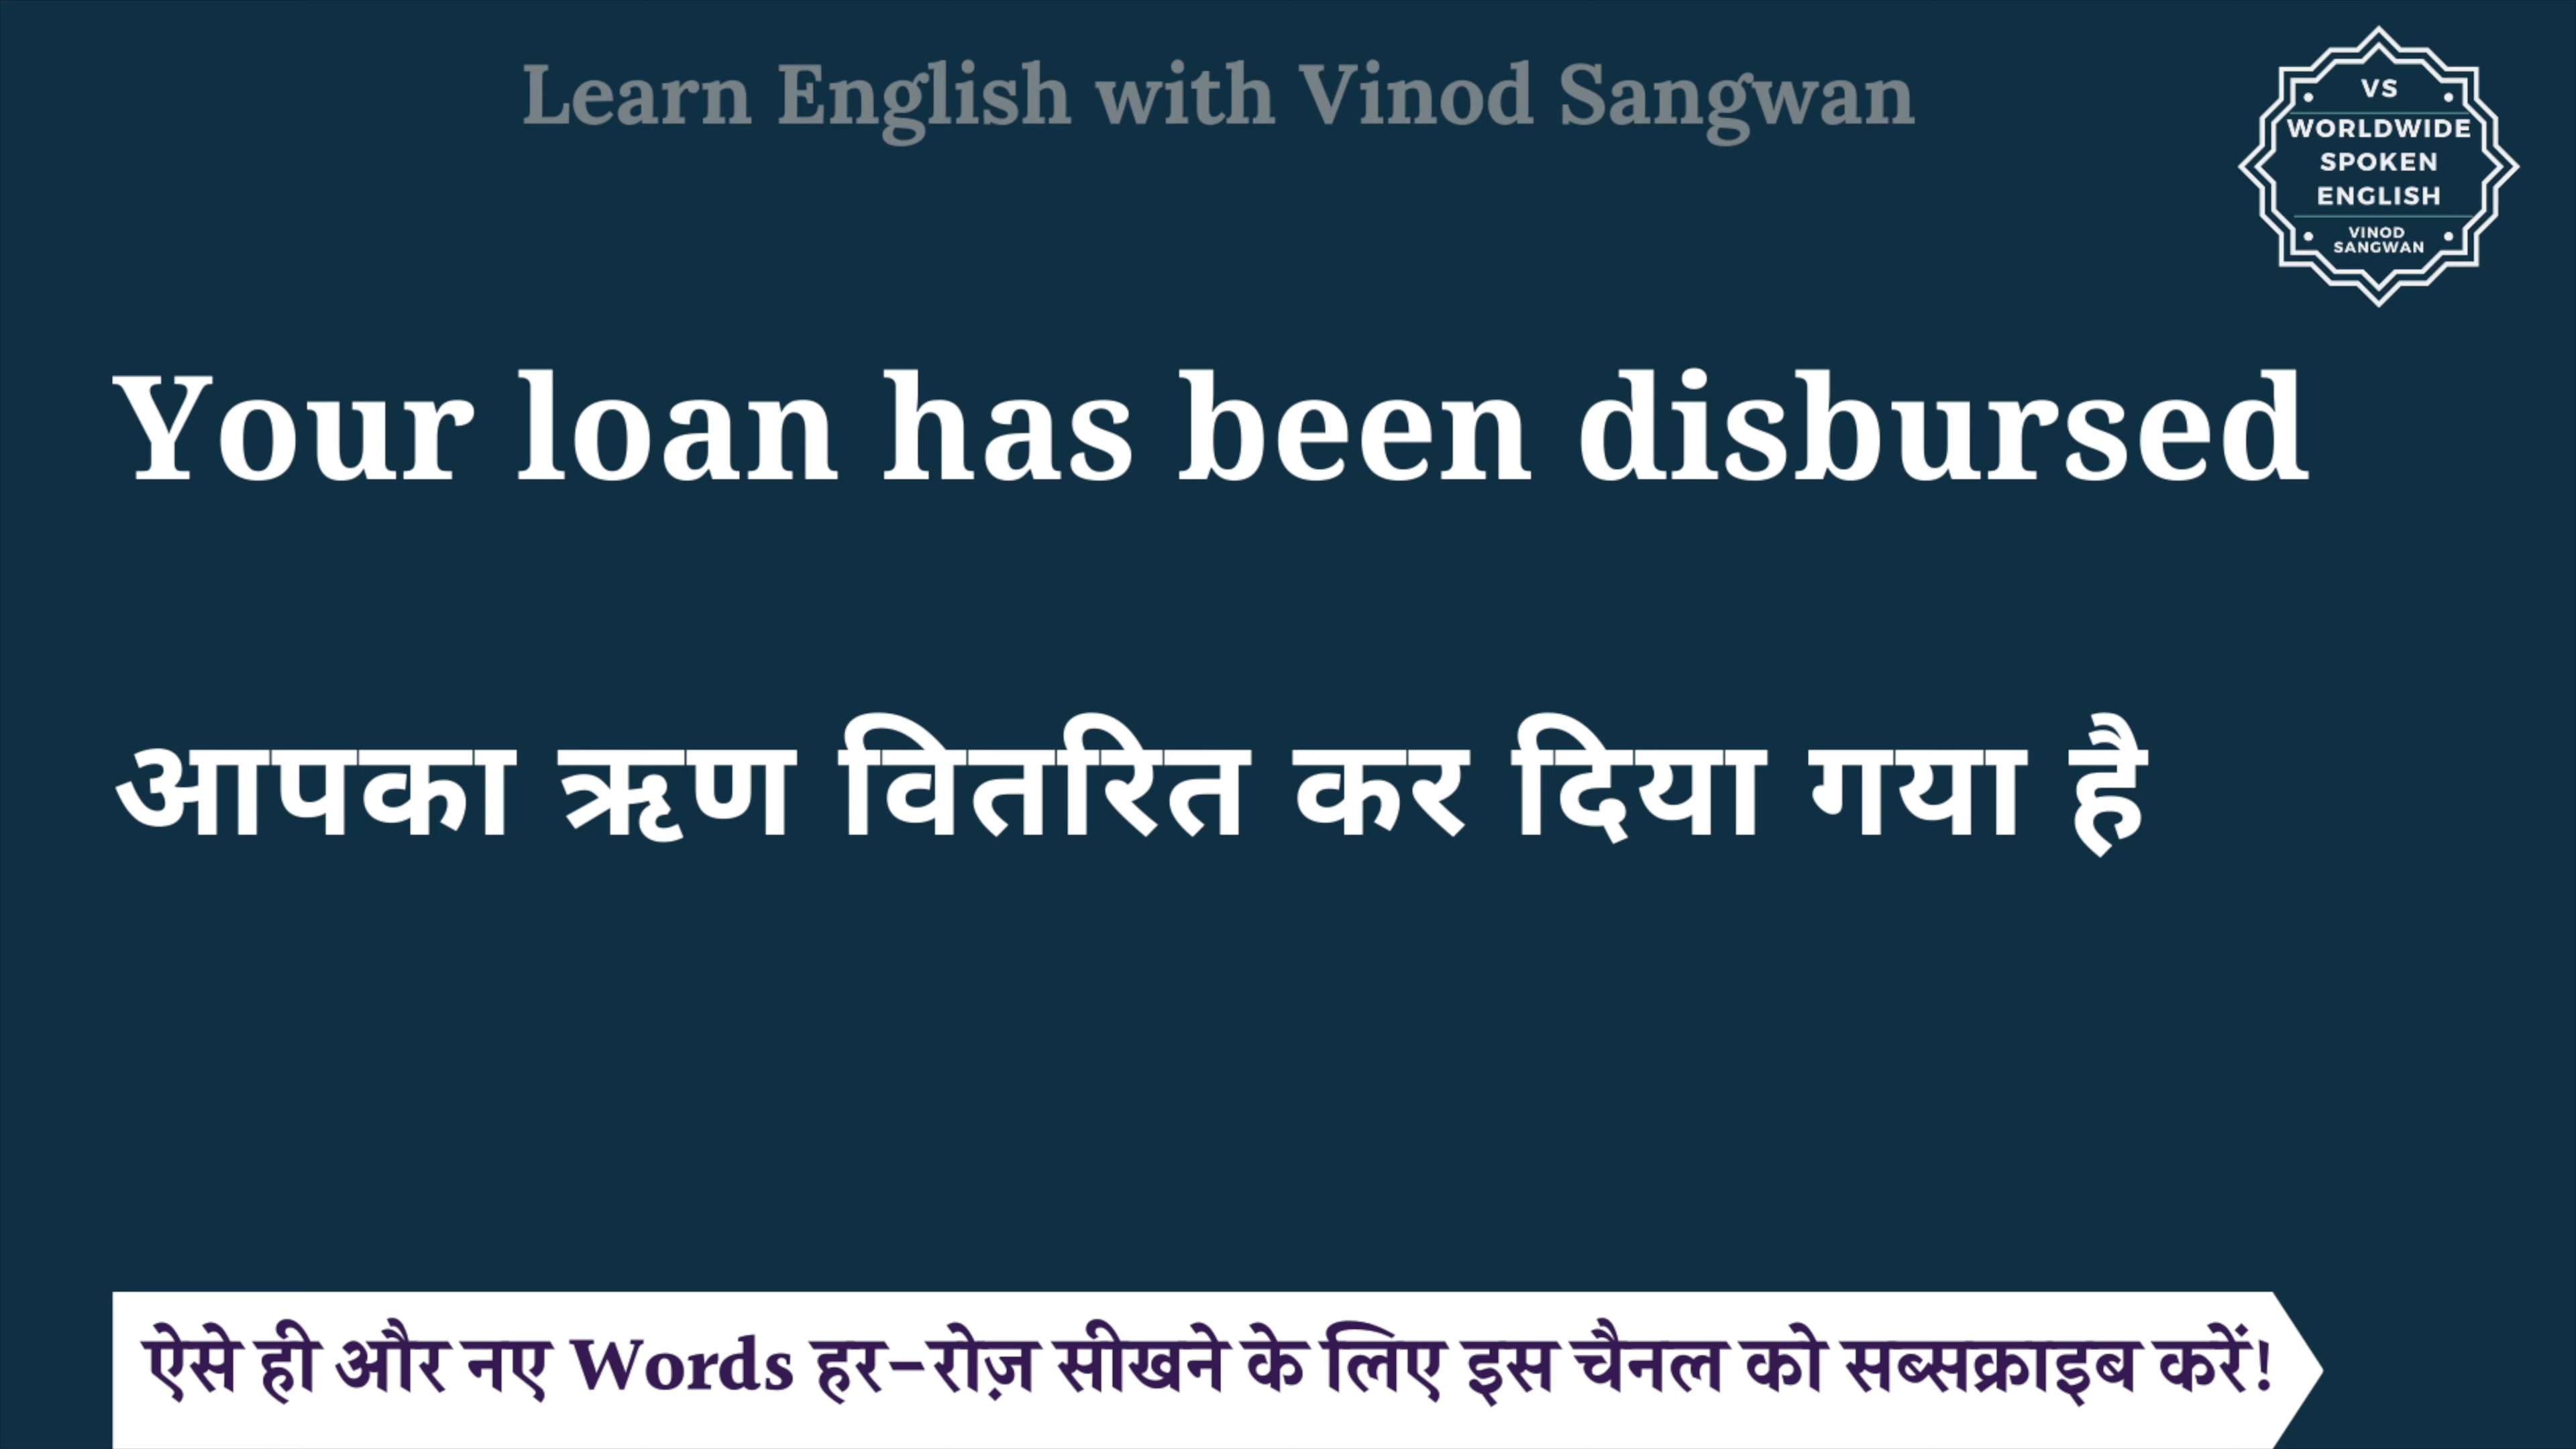 Learn English with Vinod Sangwan
VS
WORLDWIDE
SPOKEN
ENGLISH
VINOD
SANGWAN
Your loan has been disbursed
आपका ऋण वितरित कर दिया गया है
ऐसे ही और नए Words हर-रोज़ सीखने के लिए इस चैनल को सब्सक्राइब करें!